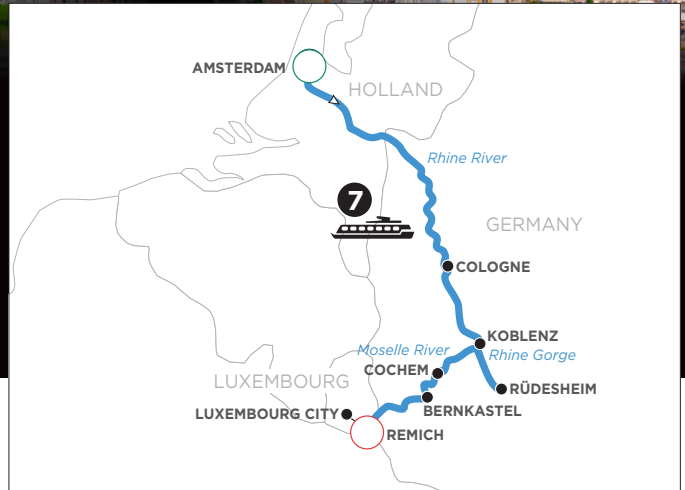 AMSTERDAM
HOLLAND
Rhine River
7
GERMANY
COLOGNE
KOBLENZ
Moselle River
Rhine Gorge
COCHEM
LUXEMBOURG
RÜDESHEIM
LUXEMBOURG CITY
BERNKASTEL
REMICH